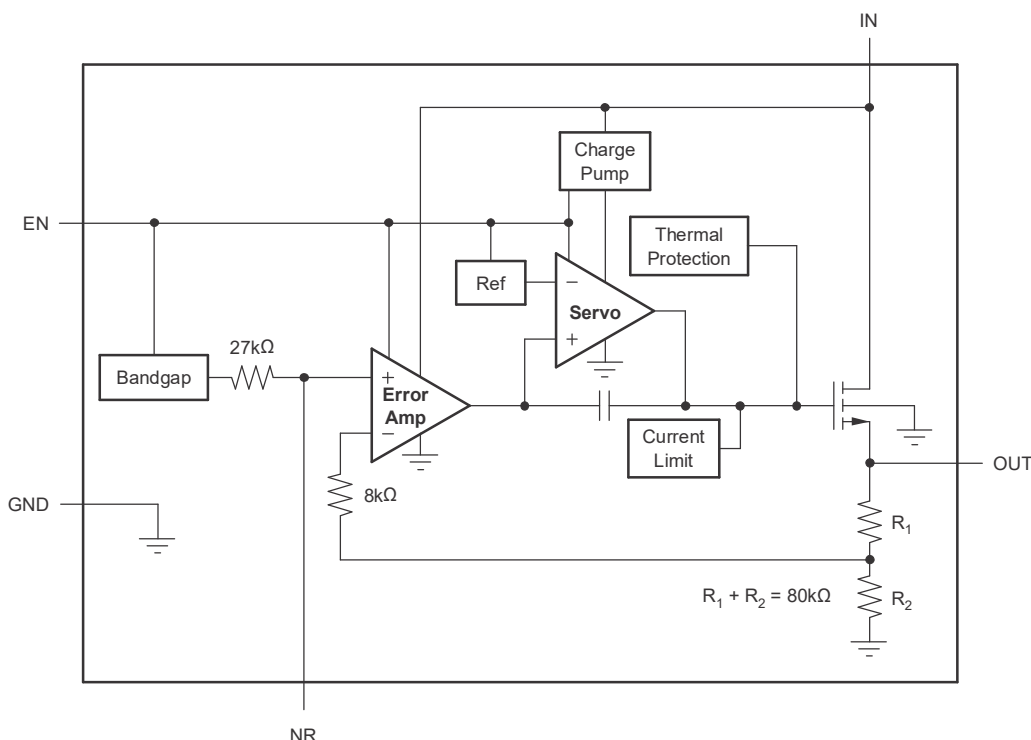 IN
Charge
Pump
EN
Thermal
Protection
Ref
−
Servo
+
27kΩ
Bandgap
+
Error
Amp
−
Current
Limit
OUT
8kΩ
GND
R1
R1 + R2 = 80kΩ
R2
NR